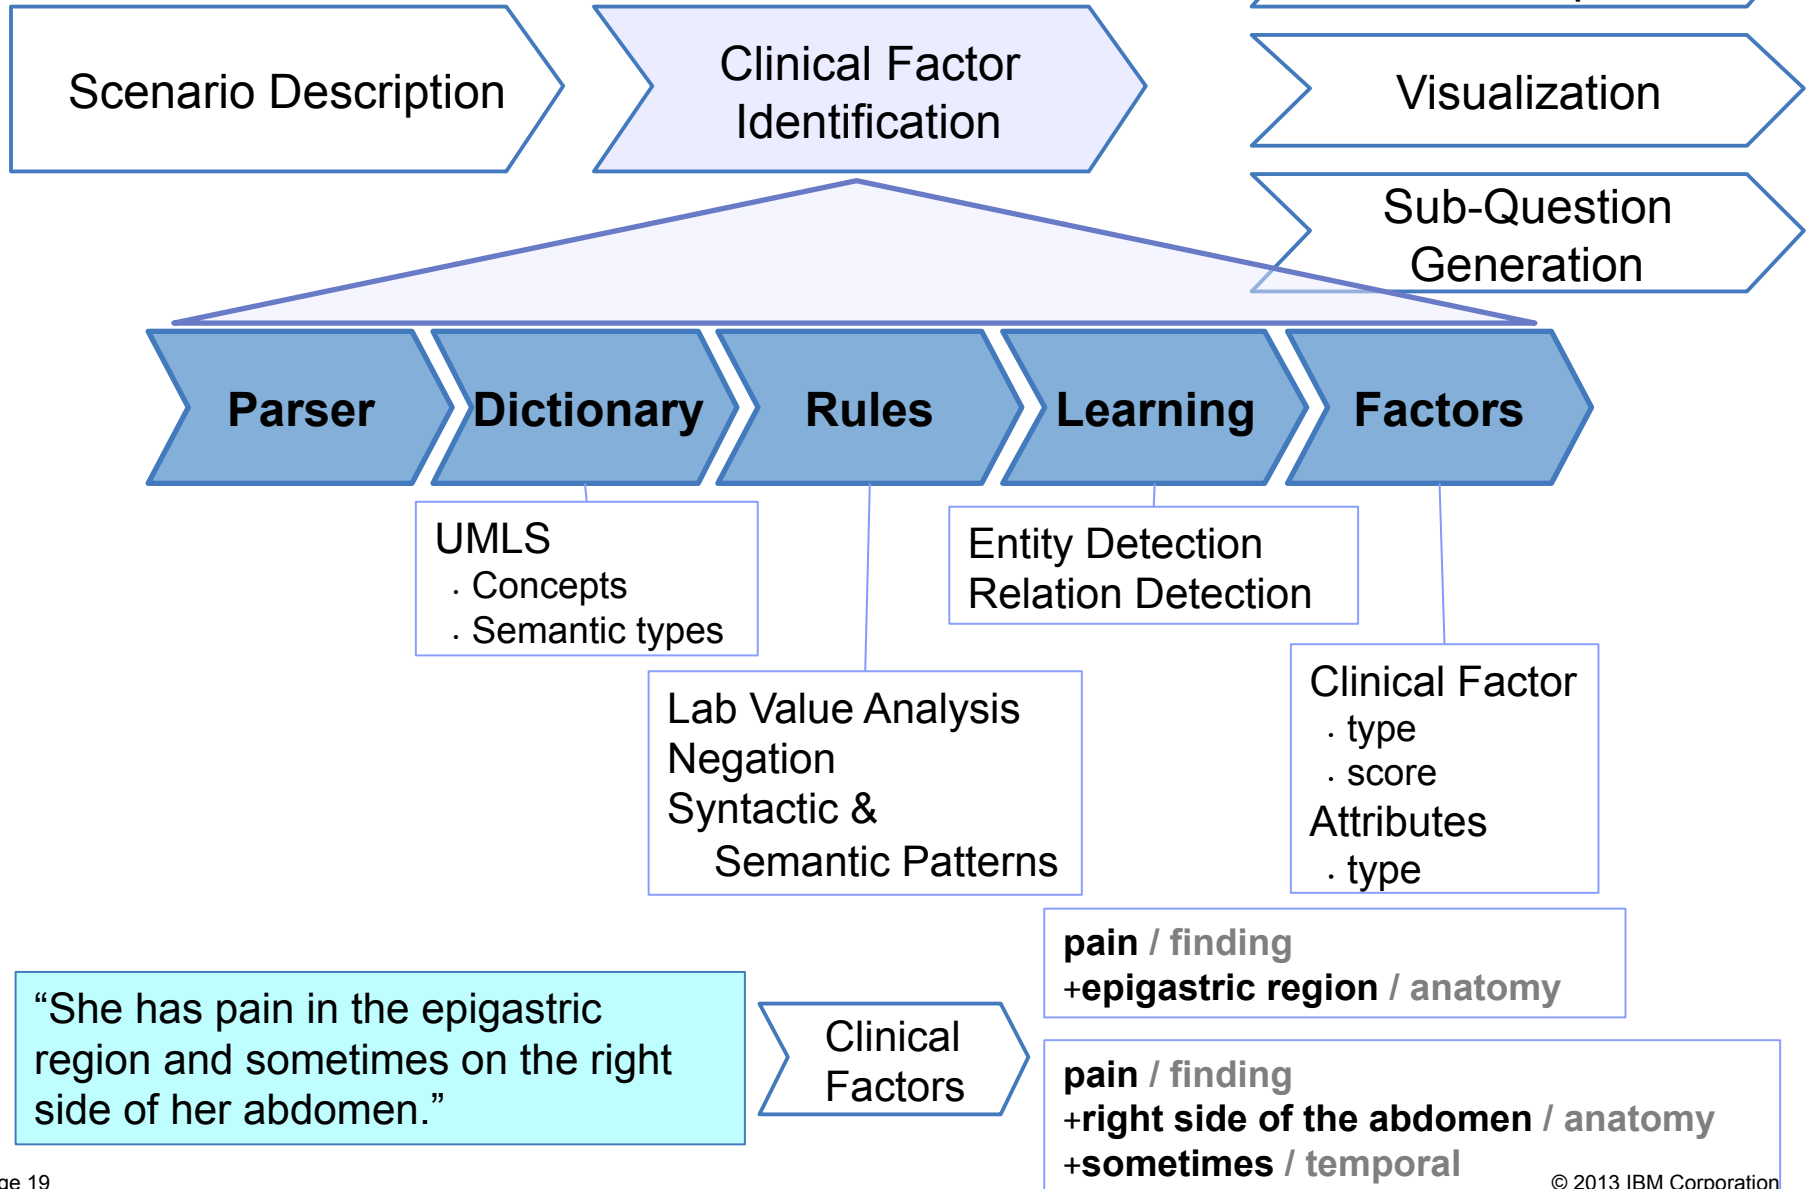 Scenario Description
Clinical Factor
Identification
Visualization
Sub-Question
Generation
Parser
Dictionary
Rules
Learning
Factors
UMLS
· Concepts
· Semantic types
Lab Value Analysis
Negation
Syntactic &
Semantic Patterns
Entity Detection
Relation Detection
Clinical Factor
· type
· score
Attributes
· type
“She has pain in the epigastric
region and sometimes on the right
side of her abdomen.”
Clinical
Factors
pain / finding
+epigastric region / anatomy
pain / finding
+right side of the abdomen / anatomy
+sometimes / temporal
ge 19
© 2013 IBM Corporation